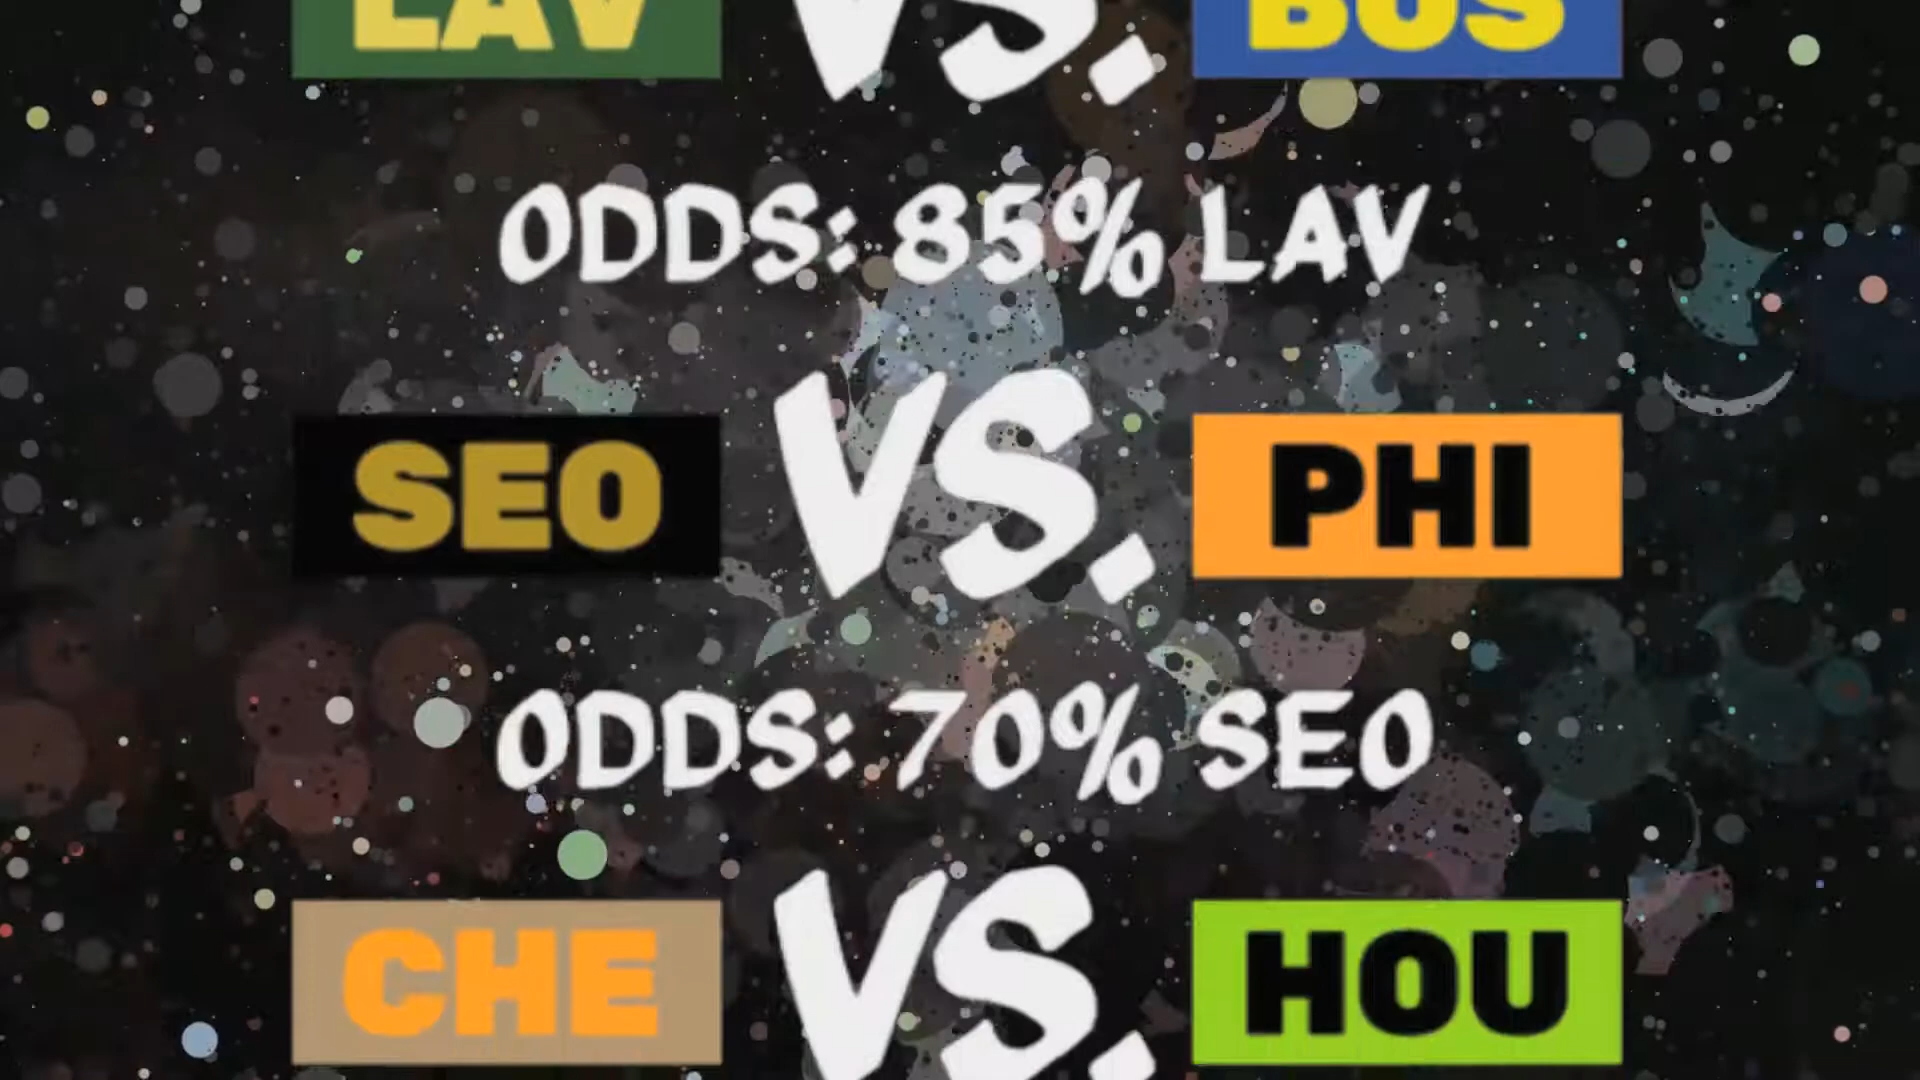 LAV VS. BUS
ODDS: 85% LAV
SEO VS. PHI
ODDS: 70% SEO
CHE VS. HOU